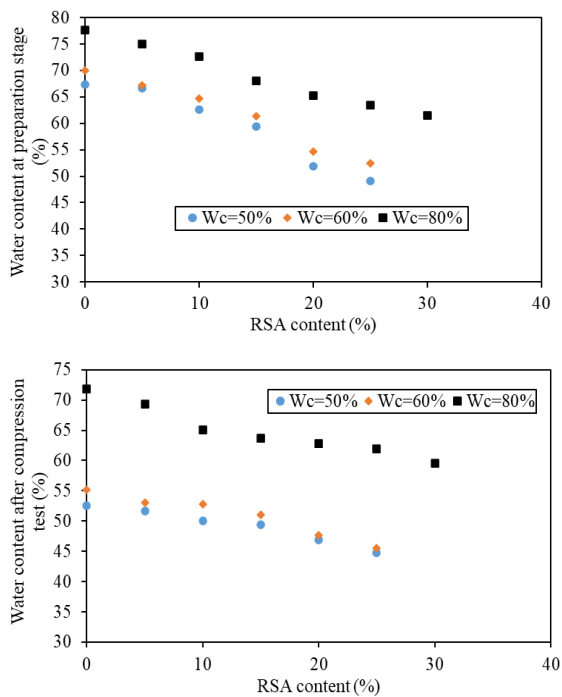 80
75
70
65
60
55
50
45
40
35
30
Water content at preparation stage
(%)
Wc=50% Wc=60% Wc=80%
0 10 20 30 40
RSA content (%)
75
70
65
60
55
50
45
40
35
30
Water content after compression
test (%)
Wc=50% Wc=60% Wc=80%
0 10 20 30 40
RSA content (%)